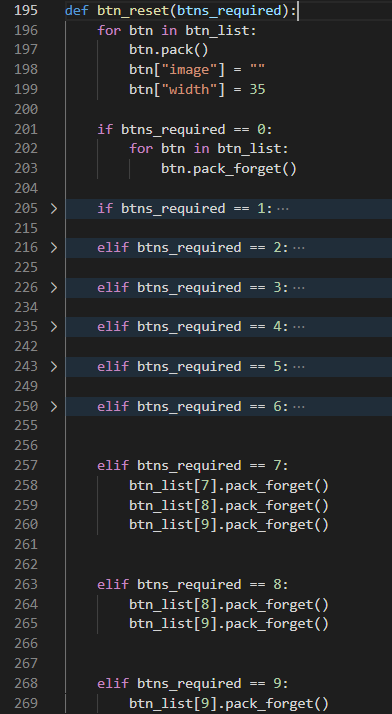 195 def btn_reset(btns_required):
196     for btn in btn_list:
197         btn.pack()
198         btn["image"] = ""
199         btn["width"] = 35
200
201     if btns_required == 0:
202         for btn in btn_list:
203             btn.pack_forget()
204
205 >   if btns_required == 1:···
215
216 >   elif btns_required == 2:···
225
226 >   elif btns_required == 3:···
234
235 >   elif btns_required == 4:···
242
243 >   elif btns_required == 5:···
249
250 >   elif btns_required == 6:···
255
256
257     elif btns_required == 7:
258         btn_list[7].pack_forget()
259         btn_list[8].pack_forget()
260         btn_list[9].pack_forget()
261
262
263     elif btns_required == 8:
264         btn_list[8].pack_forget()
265         btn_list[9].pack_forget()
266
267
268     elif btns_required == 9:
269         btn_list[9].pack_forget()